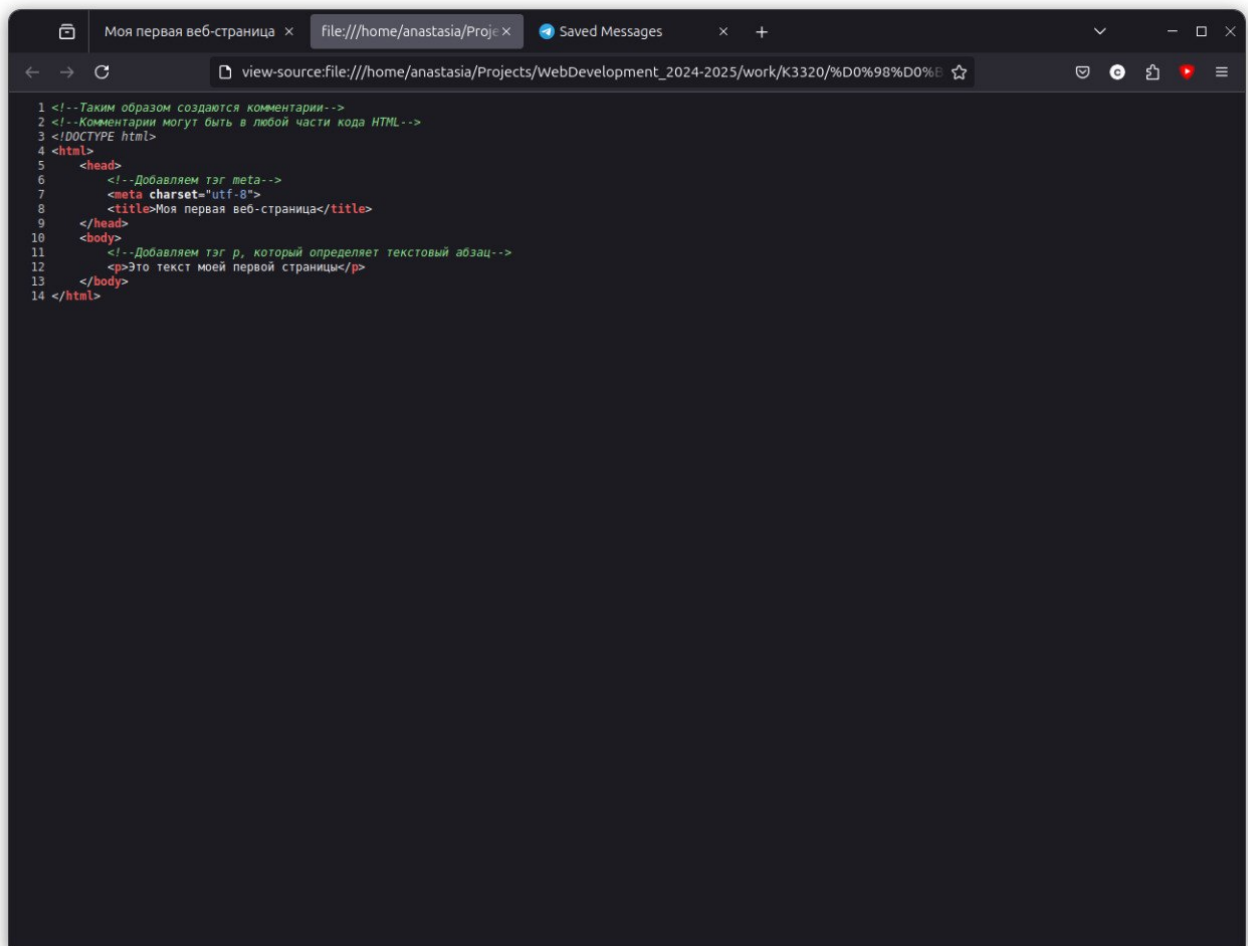 Моя первая веб-страница
file:///home/anastasia/Proje
Saved Messages
view-source:file:///home/anastasia/Projects/WebDevelopment_2024-2025/work/K3320/%D0%98%D0%B
1 <!--Таким образом создаются комментарии-->
2 <!--Комментарии могут быть в любой части кода HTML-->
3 <!DOCTYPE html>
4 <html>
5 <head>
6 <!--Добавляем тэг meta-->
7 <meta charset="utf-8">
8 <title>Моя первая веб-страница</title>
9 </head>
10 <body>
11 <!--Добавляем тэг p, который определяет текстовый абзац-->
12 <p>Это текст моей первой страницы</p>
13 </body>
14 </html>